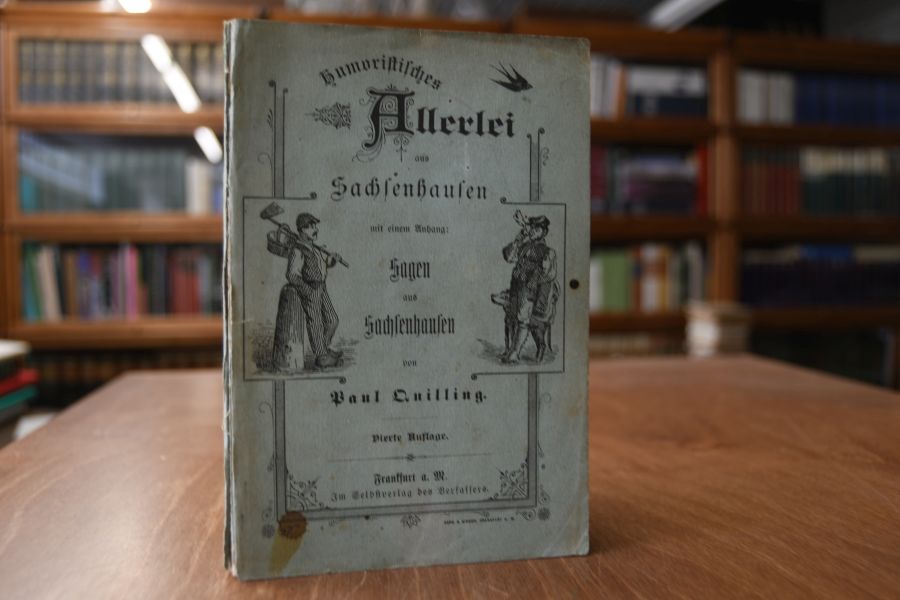 Humoristisches
Allerlei
aus
Sachsenhausen
mit einem Anhang:
Sagen
aus
Sachsenhausen
von
Paul Quilling.
Vierte Auflage.
Frankfurt a. M.
Im Selbstverlag des Verfassers.